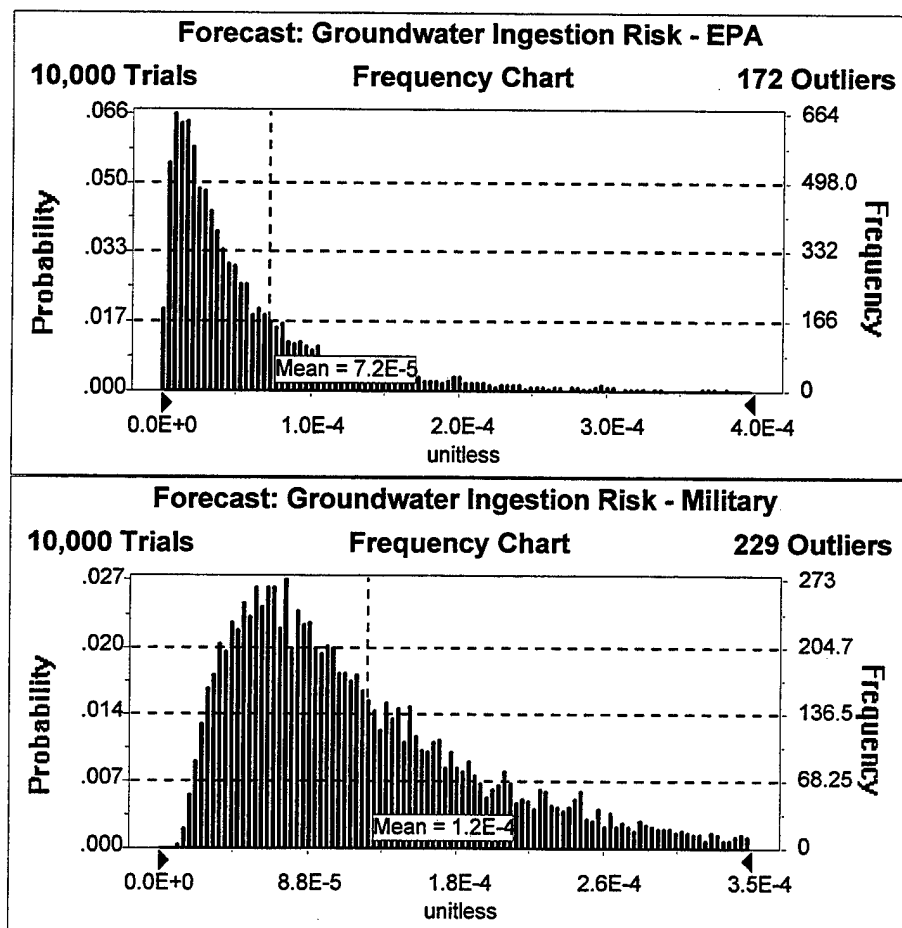 Forecast: Groundwater Ingestion Risk - EPA
10,000 Trials Frequency Chart 172 Outliers
.066
.050
.033
.017
.000
Probability
664
498.0
332
166
0
Frequency
Mean = 7.2E-5
0.0E+0 1.0E-4 2.0E-4 3.0E-4 4.0E-4
unitless
Forecast: Groundwater Ingestion Risk - Military
10,000 Trials Frequency Chart 229 Outliers
.027
.020
.014
.007
.000
Probability
273
204.7
136.5
68.25
0
Frequency
Mean = 1.2E-4
0.0E+0 8.8E-5 1.8E-4 2.6E-4 3.5E-4
unitless